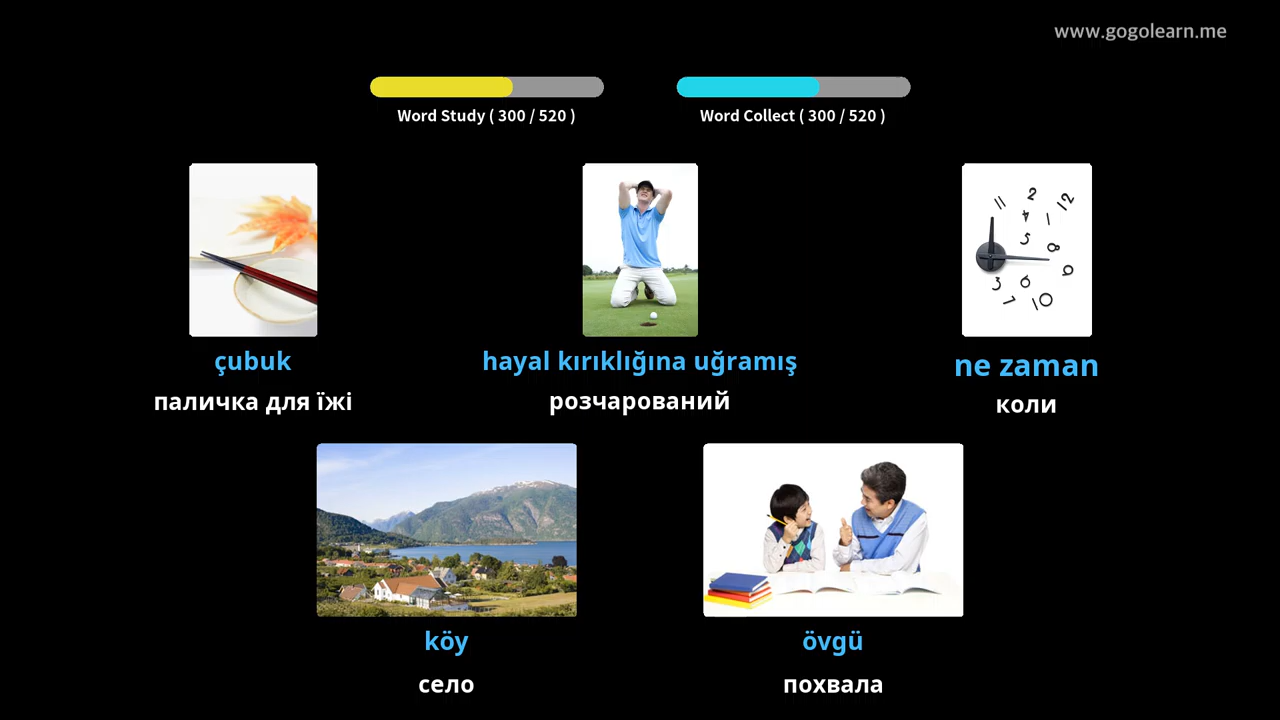 www.gogolearn.me
Word Study ( 300 / 520 )
Word Collect ( 300 / 520 )
çubuk
паличка для їжі
hayal kırıklığına uğramış
розчарований
ne zaman
коли
köy
село
övgü
похвала